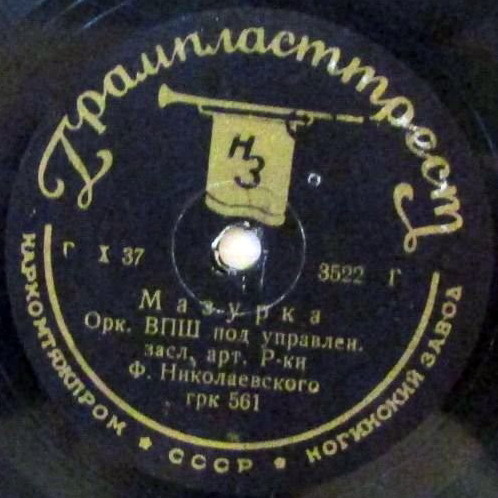 Грампласттрест
НЗ
Г X 37
3522 Г
Мазурка
Орк. ВПШ под управлен.
засл. арт. Р-ки
Ф. Николаевского
грк 561
НАРКОМТЯЖПРОМ ★ СССР ★ НОГИНСКИЙ ЗАВОД